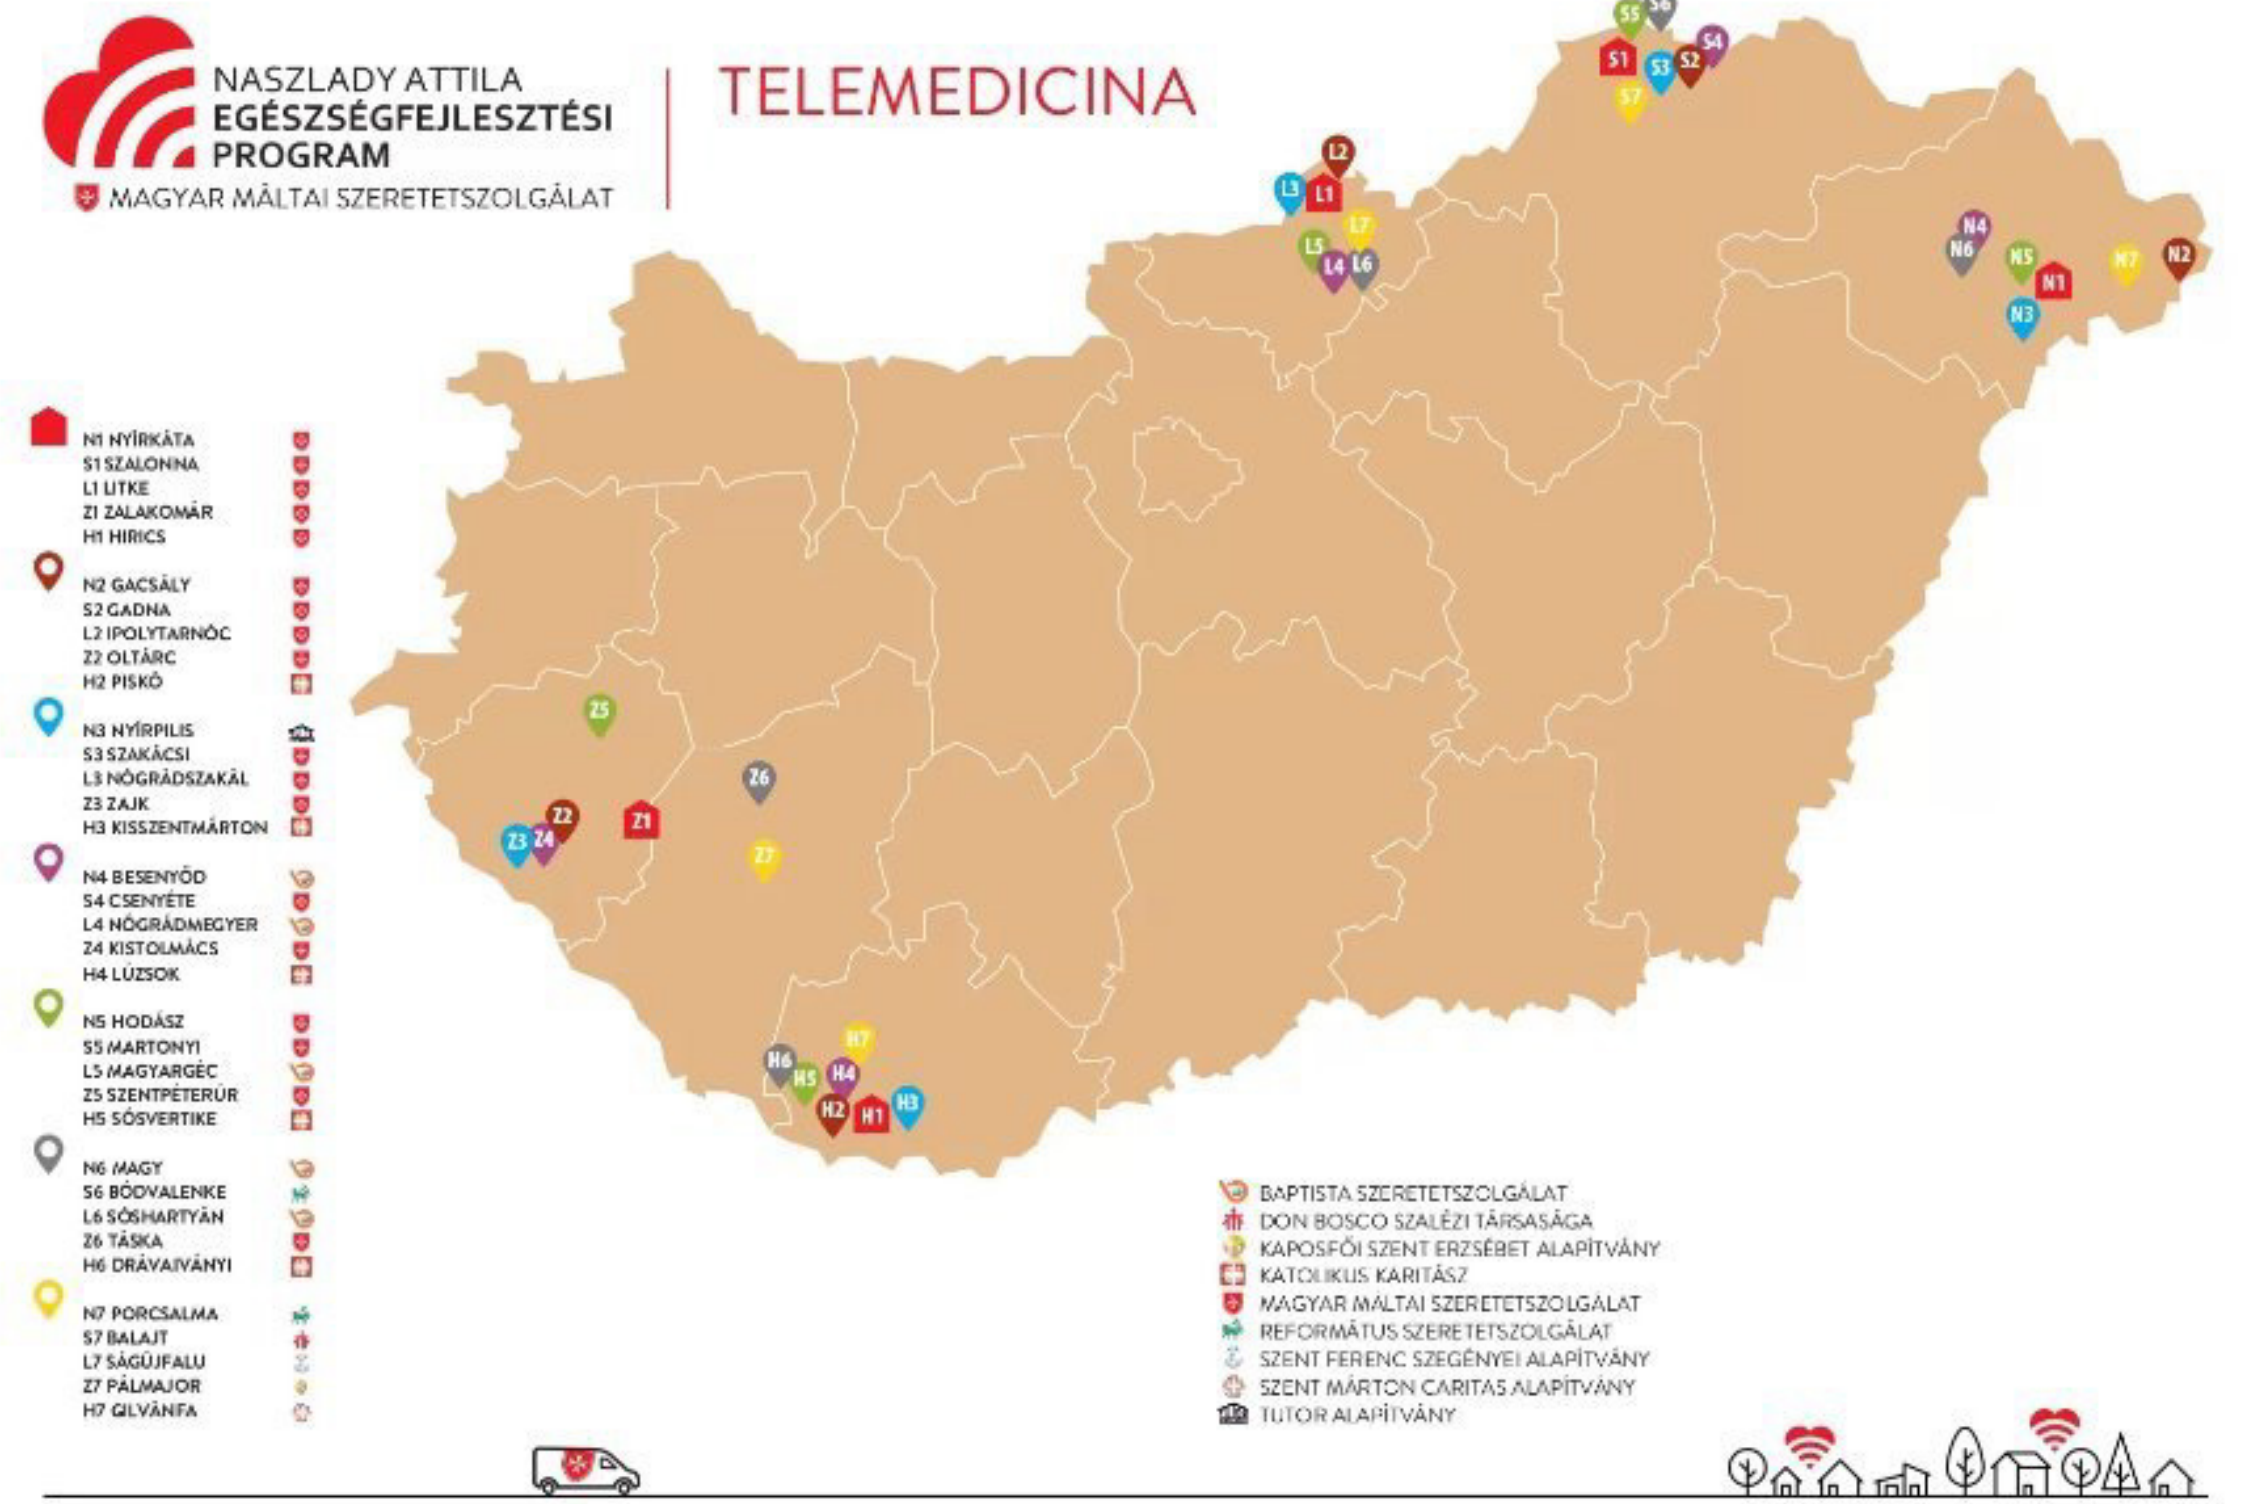 NASZLADY ATTILA
EGÉSZSÉGFEJLESZTÉSI
PROGRAM
MAGYAR MÁLTAI SZERETETSZOLGÁLAT
TELEMEDICINA
S5 S6
S1 S3 S2 S4
S7
L2
L3 L1
L7
L5
L4 L6
N4
N6 N5 N7 N2
N1
N3
Z5
Z6
Z2 Z1
Z3 Z4
Z7
H7
H6 H5 H4
H2 H1 H3
N1 NYÍRKÁTA
S1 SZALONNA
L1 LITKE
Z1 ZALAKOMÁR
H1 HIRICS
N2 GACSÁLY
S2 GADNA
L2 IPOLYTARNÓC
Z2 OLTÁRC
H2 PISKÓ
N3 NYÍRPILIS
S3 SZAKÁCSI
L3 NÓGRÁDSZAKÁL
Z3 ZAJK
H3 KISSZENTMÁRTON
N4 BESENYŐD
S4 CSENYÉTE
L4 NÓGRÁDMEGYER
Z4 KISTOLMÁCS
H4 LÚZSOK
N5 HODÁSZ
S5 MARTONYI
L5 MAGYARGÉC
Z5 SZENTPÉTERÚR
H5 SÓSVERTIKE
N6 MAGY
S6 BÓDVALENKE
L6 SÓSHARTYÁN
Z6 TÁSKA
H6 DRÁVAIVÁNYI
N7 PORCSALMA
S7 BALAJT
L7 SÁGÚJFALU
Z7 PÁLMAJOR
H7 GILVÁNFA
BAPTISTA SZERETETSZOLGÁLAT
DON BOSCO SZALÉZI TÁRSASÁGA
KAPOSFŐI SZENT ERZSÉBET ALAPÍTVÁNY
KATOLIKUS KARITÁSZ
MAGYAR MÁLTAI SZERETETSZOLGÁLAT
REFORMÁTUS SZERETETSZOLGÁLAT
SZENT FERENC SZEGÉNYEI ALAPÍTVÁNY
SZENT MÁRTON CARITAS ALAPÍTVÁNY
TUTOR ALAPÍTVÁNY